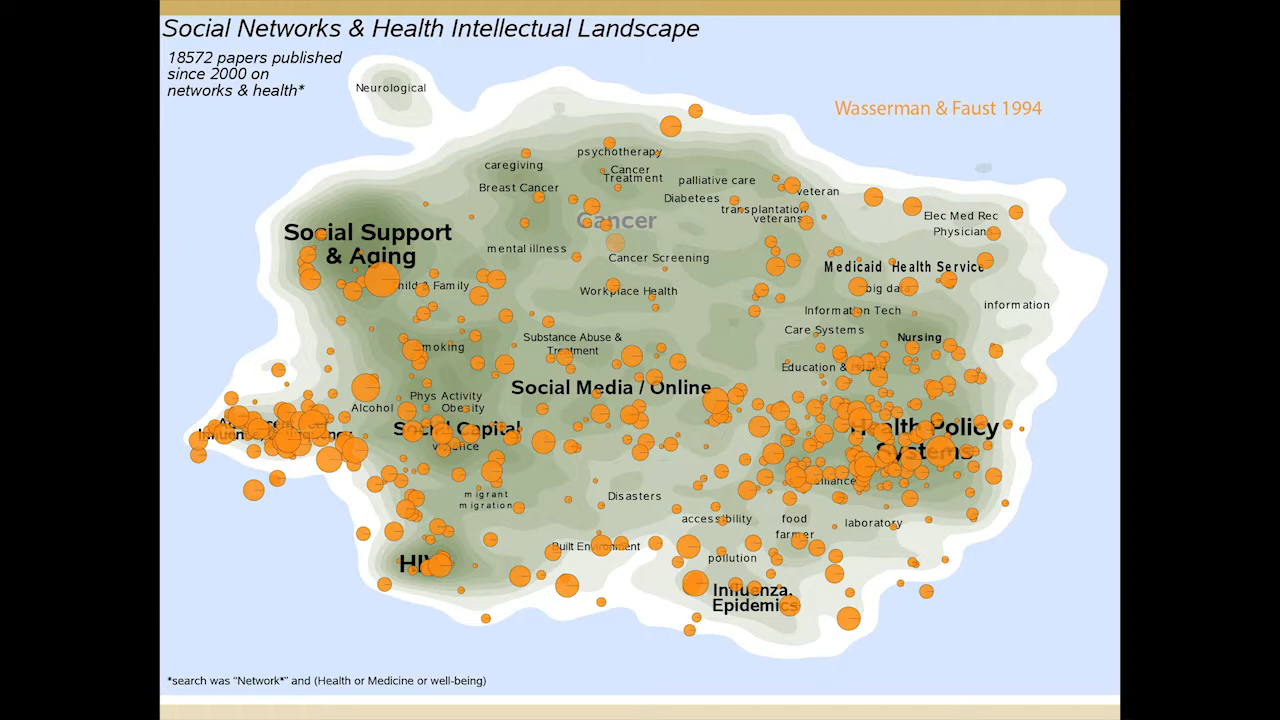 Social Networks & Health Intellectual Landscape
18572 papers published
since 2000 on
networks & health*
Neurological
Wasserman & Faust 1994
psychotherapy
caregiving
Cancer
Treatment
palliative care
Breast Cancer
Diabetees
veteran
transplantation
veterans
Cancer
Elec Med Rec
Physicians
Social Support
& Aging
mental illness
Cancer Screening
Medicaid Health Service
Child & Family
Workplace Health
big data
information
Information Tech
Care Systems
Substance Abuse &
Treatment
Nursing
smoking
Education &
Social Media / Online
Phys Activity
Obesity
Alcohol
Social Capital
Health Policy
Systems
violence
migrant
migration
Disasters
accessibility
food
farmer
laboratory
Built Environment
pollution
HIV
Influenza,
Epidemics
*search was "Network*" and (Health or Medicine or well-being)